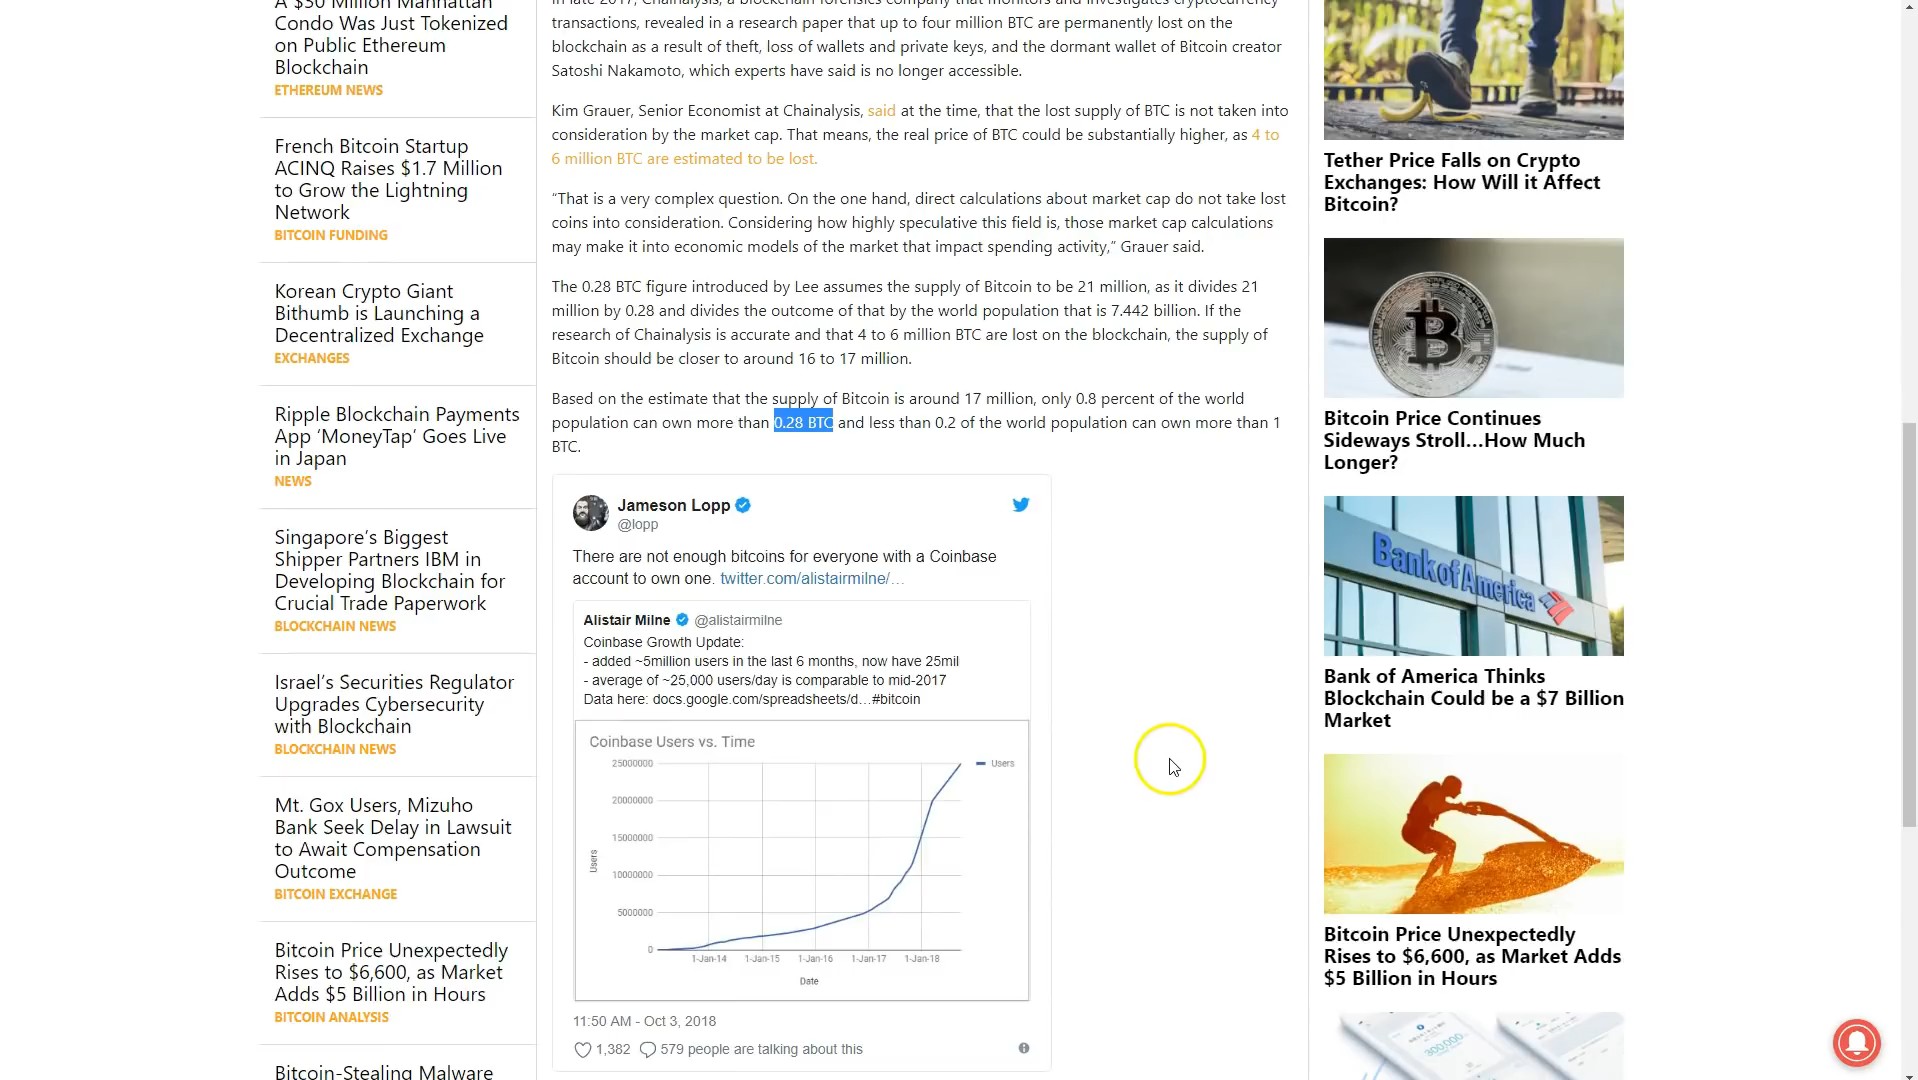 A $30 Million Manhattan
Condo Was Just Tokenized
on Public Ethereum
Blockchain
ETHEREUM NEWS
French Bitcoin Startup
ACINQ Raises $1.7 Million
to Grow the Lightning
Network
BITCOIN FUNDING
Korean Crypto Giant
Bithumb is Launching a
Decentralized Exchange
EXCHANGES
Ripple Blockchain Payments
App ‘MoneyTap’ Goes Live
in Japan
NEWS
Singapore’s Biggest
Shipper Partners IBM in
Developing Blockchain for
Crucial Trade Paperwork
BLOCKCHAIN NEWS
Israel’s Securities Regulator
Upgrades Cybersecurity
with Blockchain
BLOCKCHAIN NEWS
Mt. Gox Users, Mizuho
Bank Seek Delay in Lawsuit
to Await Compensation
Outcome
BITCOIN EXCHANGE
Bitcoin Price Unexpectedly
Rises to $6,600, as Market
Adds $5 Billion in Hours
BITCOIN ANALYSIS
Bitcoin-Stealing Malware
In late 2017, Chainalysis, a blockchain forensics company that monitors and investigates cryptocurrency
transactions, revealed in a research paper that up to four million BTC are permanently lost on the
blockchain as a result of theft, loss of wallets and private keys, and the dormant wallet of Bitcoin creator
Satoshi Nakamoto, which experts have said is no longer accessible.
Kim Grauer, Senior Economist at Chainalysis, said at the time, that the lost supply of BTC is not taken into
consideration by the market cap. That means, the real price of BTC could be substantially higher, as 4 to
6 million BTC are estimated to be lost.
“That is a very complex question. On the one hand, direct calculations about market cap do not take lost
coins into consideration. Considering how highly speculative this field is, those market cap calculations
may make it into economic models of the market that impact spending activity,” Grauer said.
The 0.28 BTC figure introduced by Lee assumes the supply of Bitcoin to be 21 million, as it divides 21
million by 0.28 and divides the outcome of that by the world population that is 7.442 billion. If the
research of Chainalysis is accurate and that 4 to 6 million BTC are lost on the blockchain, the supply of
Bitcoin should be closer to around 16 to 17 million.
Based on the estimate that the supply of Bitcoin is around 17 million, only 0.8 percent of the world
population can own more than 0.28 BTC and less than 0.2 of the world population can own more than 1
BTC.
Jameson Lopp
@lopp
There are not enough bitcoins for everyone with a Coinbase
account to own one. twitter.com/alistairmilne/…
Alistair Milne @alistairmilne
Coinbase Growth Update:
- added ~5million users in the last 6 months, now have 25mil
- average of ~25,000 users/day is comparable to mid-2017
Data here: docs.google.com/spreadsheets/d…#bitcoin
Coinbase Users vs. Time
25000000
20000000
15000000
10000000
5000000
0
Users
Users
1-Jan-14 1-Jan-15 1-Jan-16 1-Jan-17 1-Jan-18
Date
11:50 AM - Oct 3, 2018
1,382 579 people are talking about this
Tether Price Falls on Crypto
Exchanges: How Will it Affect
Bitcoin?
Bitcoin Price Continues
Sideways Stroll…How Much
Longer?
Bank of America
Bank of America Thinks
Blockchain Could be a $7 Billion
Market
Bitcoin Price Unexpectedly
Rises to $6,600, as Market Adds
$5 Billion in Hours
300,000